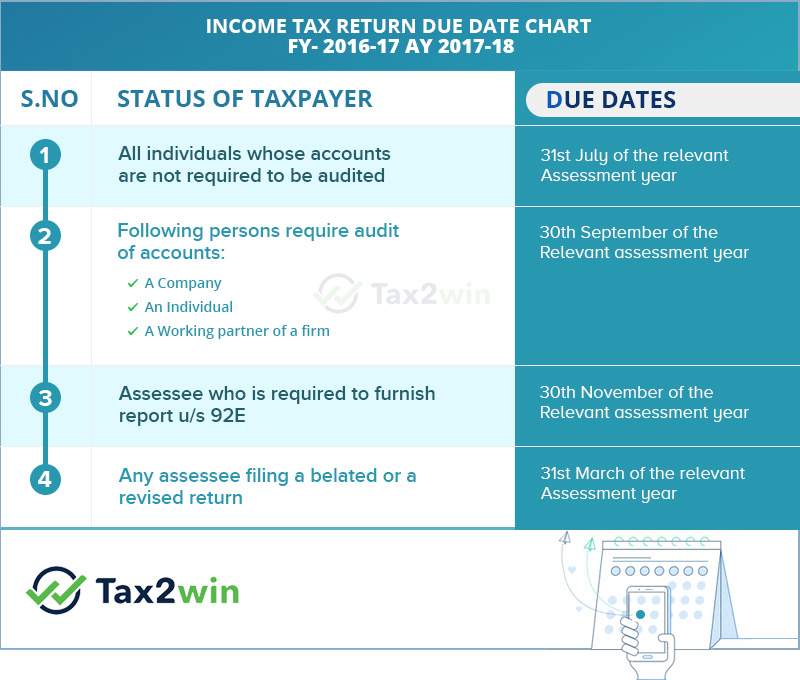 INCOME TAX RETURN DUE DATE CHART
FY- 2016-17 AY 2017-18
S.NO
STATUS OF TAXPAYER
DUE DATES
1
All individuals whose accounts
are not required to be audited
31st July of the relevant
Assessment year
2
Following persons require audit
of accounts:
A Company
An Individual
A Working partner of a firm
30th September of the
Relevant assessment year
Tax2win
3
Assessee who is required to furnish
report u/s 92E
30th November of the
Relevant assessment year
4
Any assessee filing a belated or a
revised return
31st March of the relevant
Assessment year
Tax2win